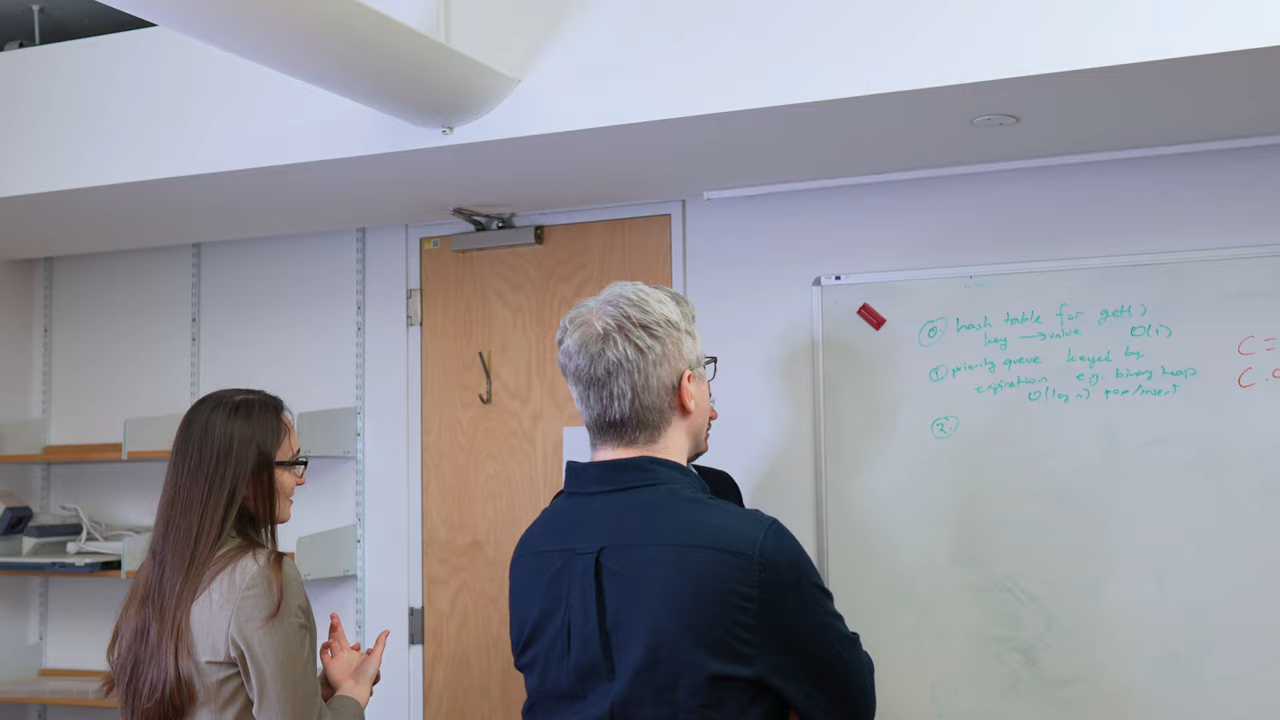 0. hash table for get()
key → value O(1)
1. priority queue keyed by
expiration e.g. binary heap
O(log n) pop/insert
2.
C =
C.